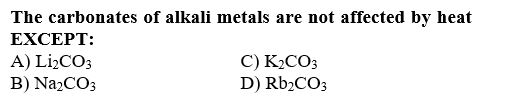 The carbonates of alkali metals are not affected by heat
EXCEPT:
A) Li₂CO₃ C) K₂CO₃
B) Na₂CO₃ D) Rb₂CO₃